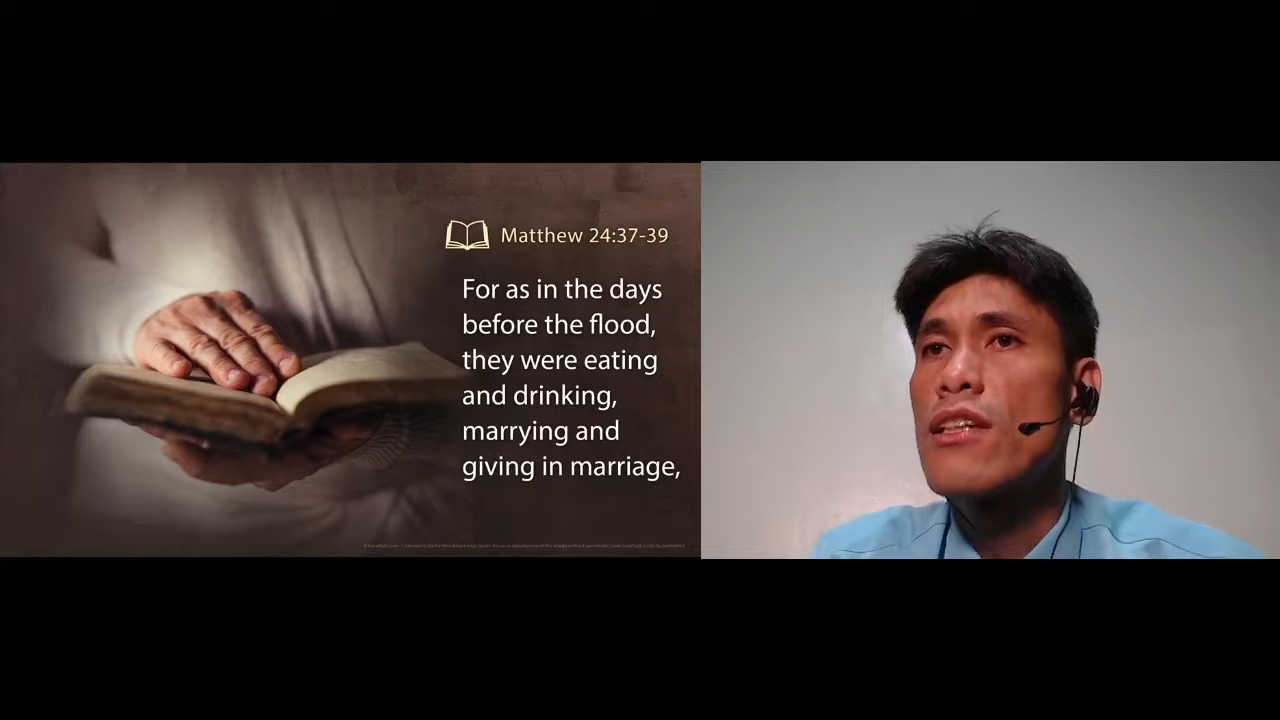 Matthew 24:37-39
For as in the days
before the flood,
they were eating
and drinking,
marrying and
giving in marriage,